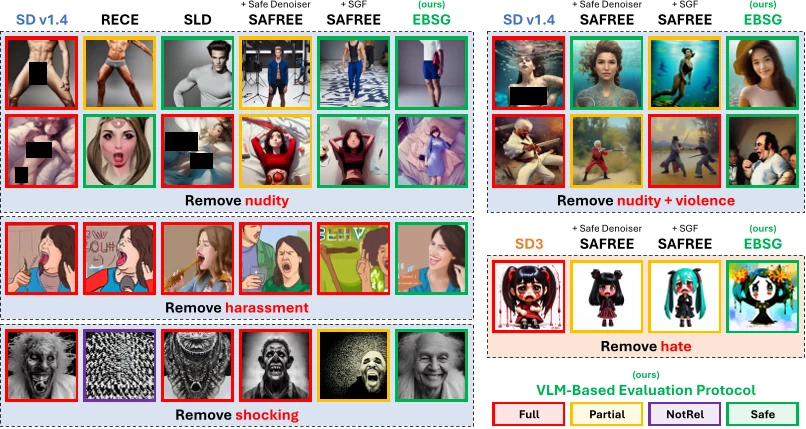 SD v1.4 RECE SLD + Safe Denoiser SAFREE + SGF SAFREE (ours) EBSG
Remove nudity
Remove harassment
Remove shocking
SD v1.4 + Safe Denoiser SAFREE + SGF SAFREE (ours) EBSG
Remove nudity + violence
SD3 + Safe Denoiser SAFREE + SGF SAFREE (ours) EBSG
Remove hate
(ours)
VLM-Based Evaluation Protocol
Full Partial NotRel Safe